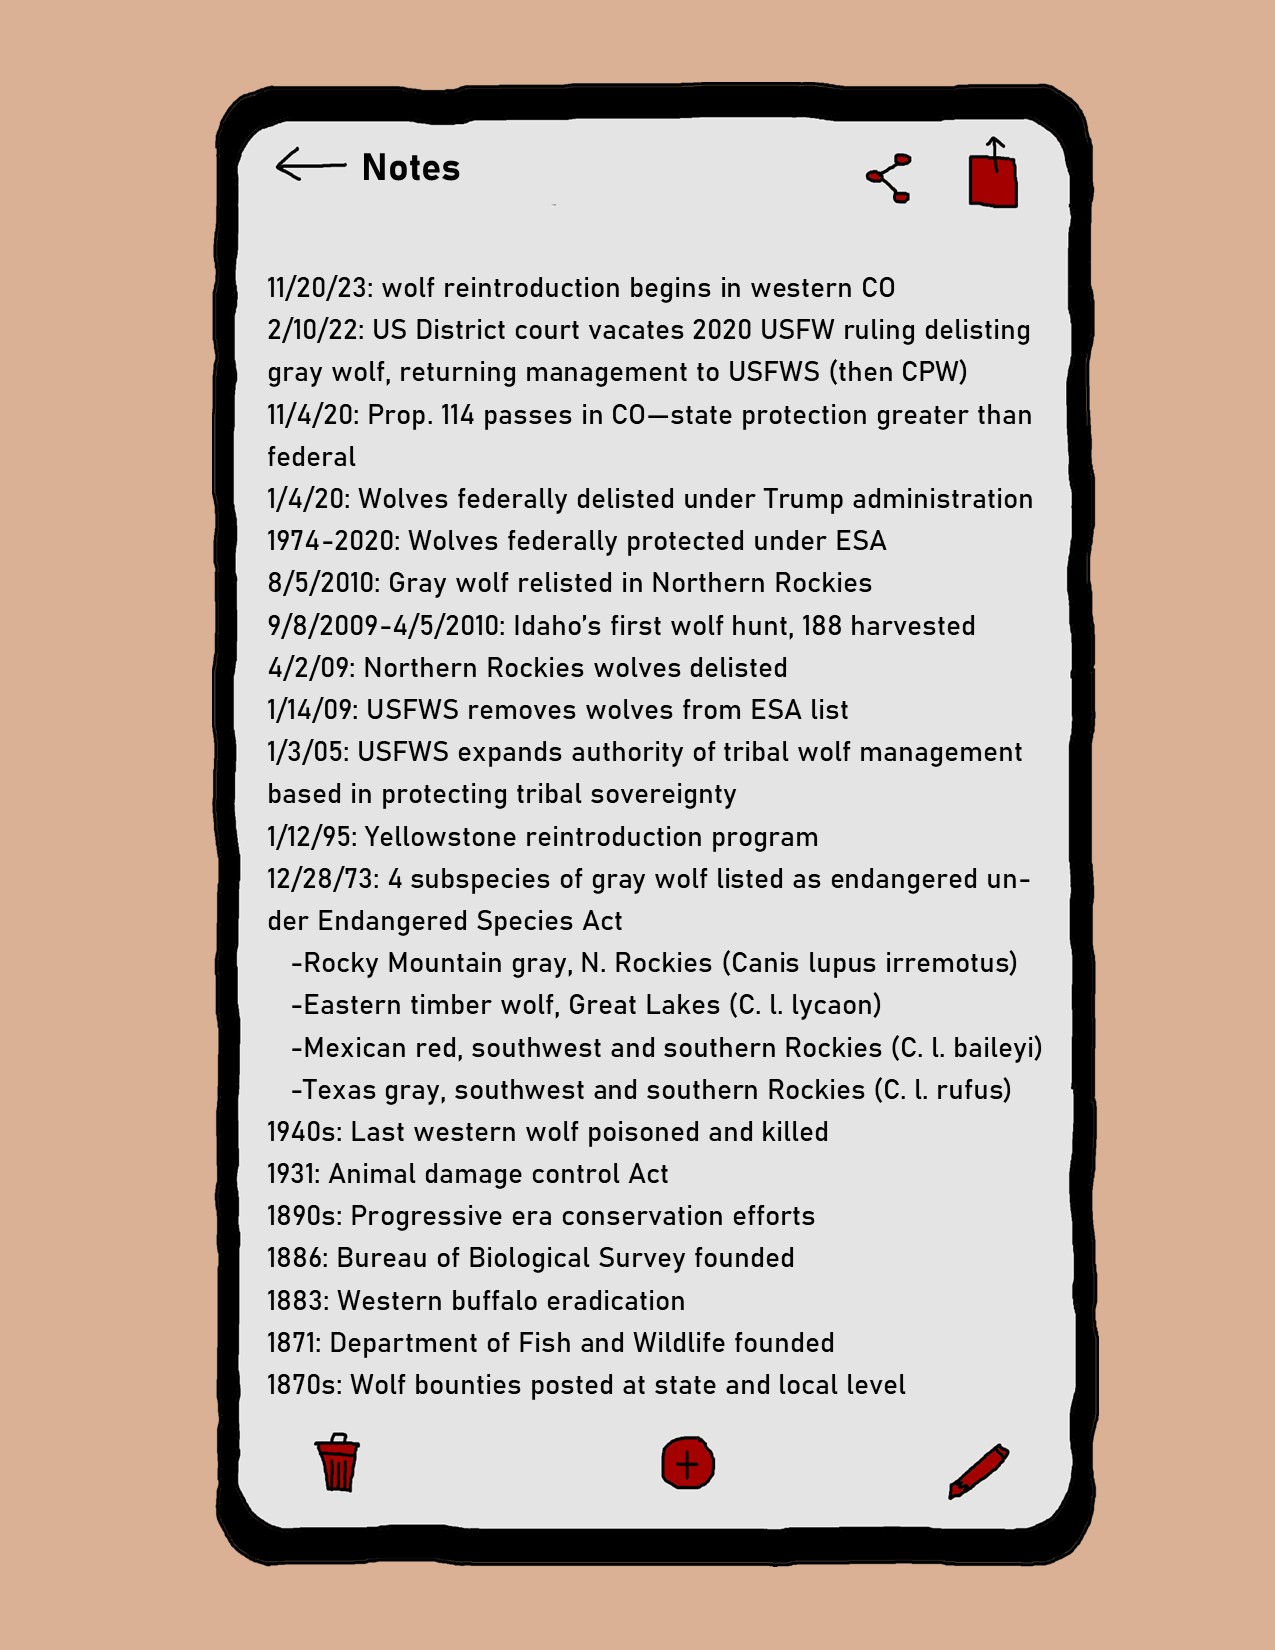 Notes
11/20/23: wolf reintroduction begins in western CO
2/10/22: US District court vacates 2020 USFW ruling delisting
gray wolf, returning management to USFWS (then CPW)
11/4/20: Prop. 114 passes in CO—state protection greater than
federal
1/4/20: Wolves federally delisted under Trump administration
1974-2020: Wolves federally protected under ESA
8/5/2010: Gray wolf relisted in Northern Rockies
9/8/2009-4/5/2010: Idaho’s first wolf hunt, 188 harvested
4/2/09: Northern Rockies wolves delisted
1/14/09: USFWS removes wolves from ESA list
1/3/05: USFWS expands authority of tribal wolf management
based in protecting tribal sovereignty
1/12/95: Yellowstone reintroduction program
12/28/73: 4 subspecies of gray wolf listed as endangered un-
der Endangered Species Act
-Rocky Mountain gray, N. Rockies (Canis lupus irremotus)
-Eastern timber wolf, Great Lakes (C. l. lycaon)
-Mexican red, southwest and southern Rockies (C. l. baileyi)
-Texas gray, southwest and southern Rockies (C. l. rufus)
1940s: Last western wolf poisoned and killed
1931: Animal damage control Act
1890s: Progressive era conservation efforts
1886: Bureau of Biological Survey founded
1883: Western buffalo eradication
1871: Department of Fish and Wildlife founded
1870s: Wolf bounties posted at state and local level